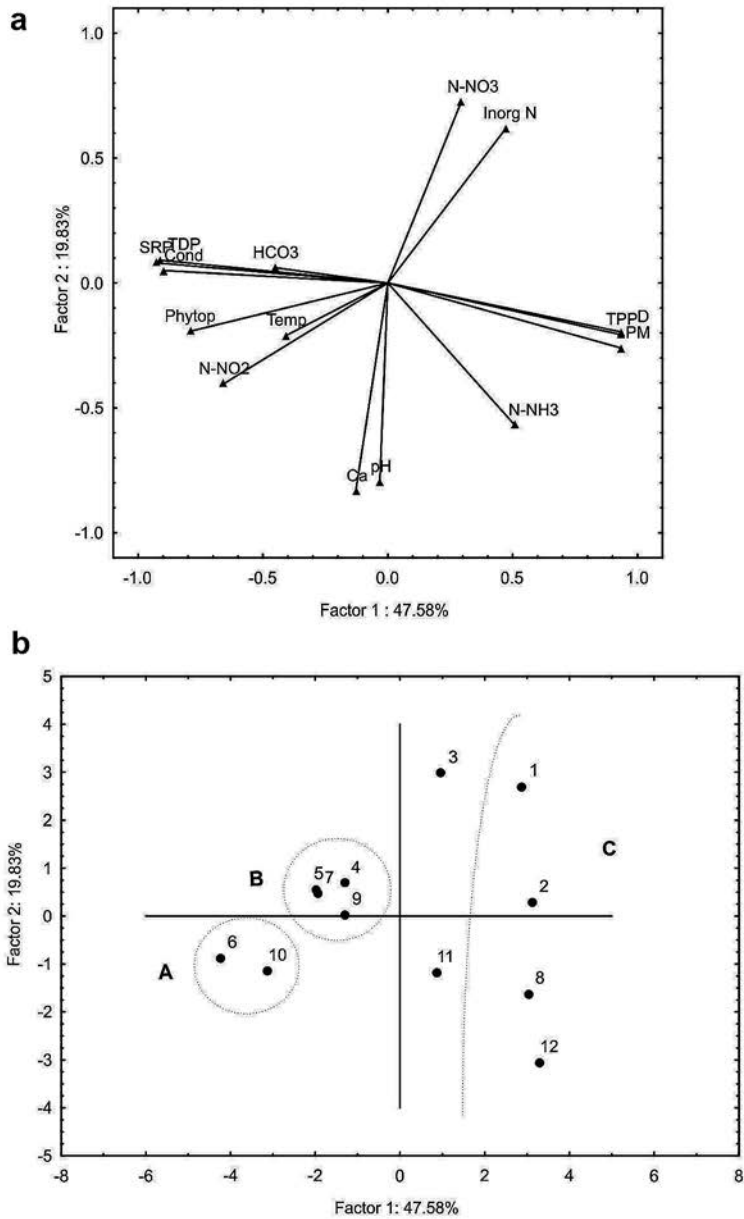 a
1.0
N-NO3
Inorg N
0.5
SRP TDP
HCO3
Cond
0.0
TPP D
Phytop
Temp
PM
N-NO2
N-NH3
-0.5
Ca pH
-1.0
-1.0 -0.5 0.0 0.5 1.0
Factor 2 : 19.83%
Factor 1 : 47.58%
b
5
4
3
3 1
2
C
1
B 5 7 4
2
9
0
6 10 11
A
-1
8
-2
12
-3
-4
-5
-8 -6 -4 -2 0 2 4 6 8
Factor 2: 19.83%
Factor 1: 47.58%